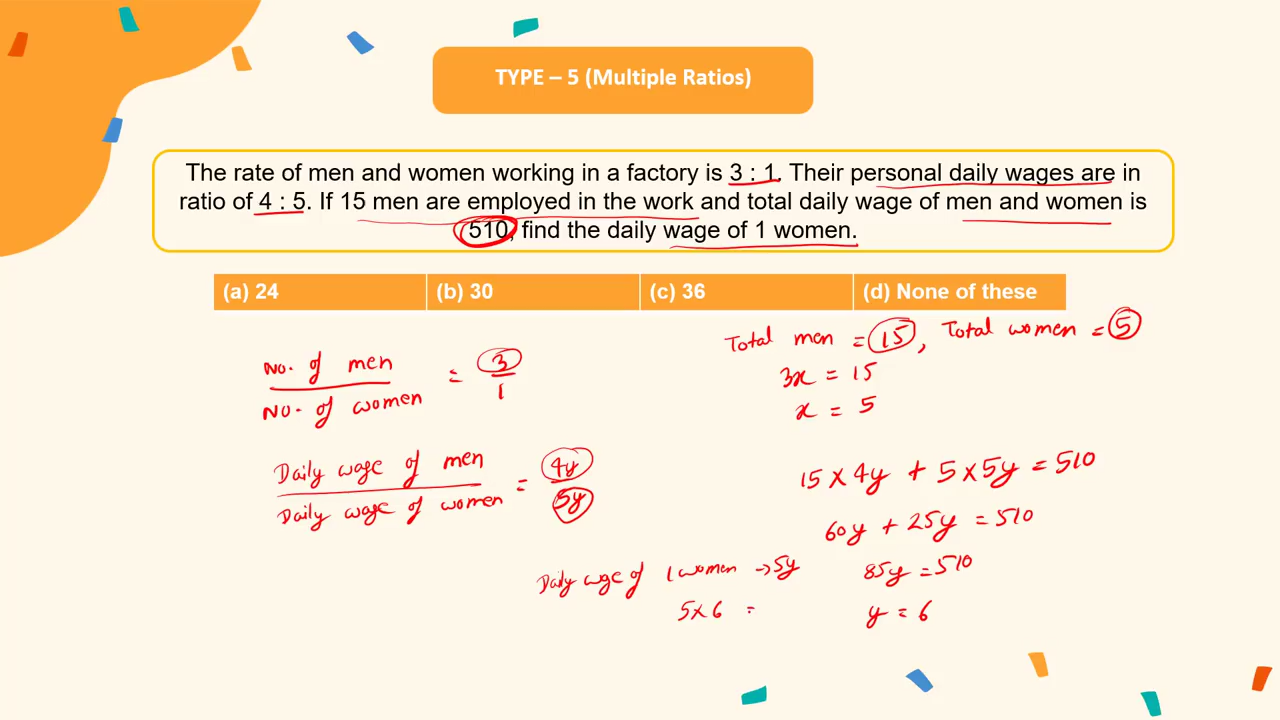 TYPE – 5 (Multiple Ratios)
The rate of men and women working in a factory is 3 : 1. Their personal daily wages are in
ratio of 4 : 5. If 15 men are employed in the work and total daily wage of men and women is
510, find the daily wage of 1 women.
(a) 24 (b) 30 (c) 36 (d) None of these
Total men = 15, Total women = 5
3x = 15
x = 5
No. of men
No. of women
= 3
1
Daily wage of men
Daily wage of women
= 4y
5y
15 x 4y + 5 x 5y = 510
60y + 25y = 510
85y = 510
y = 6
Daily wge of 1 women → 5y
5x6 =